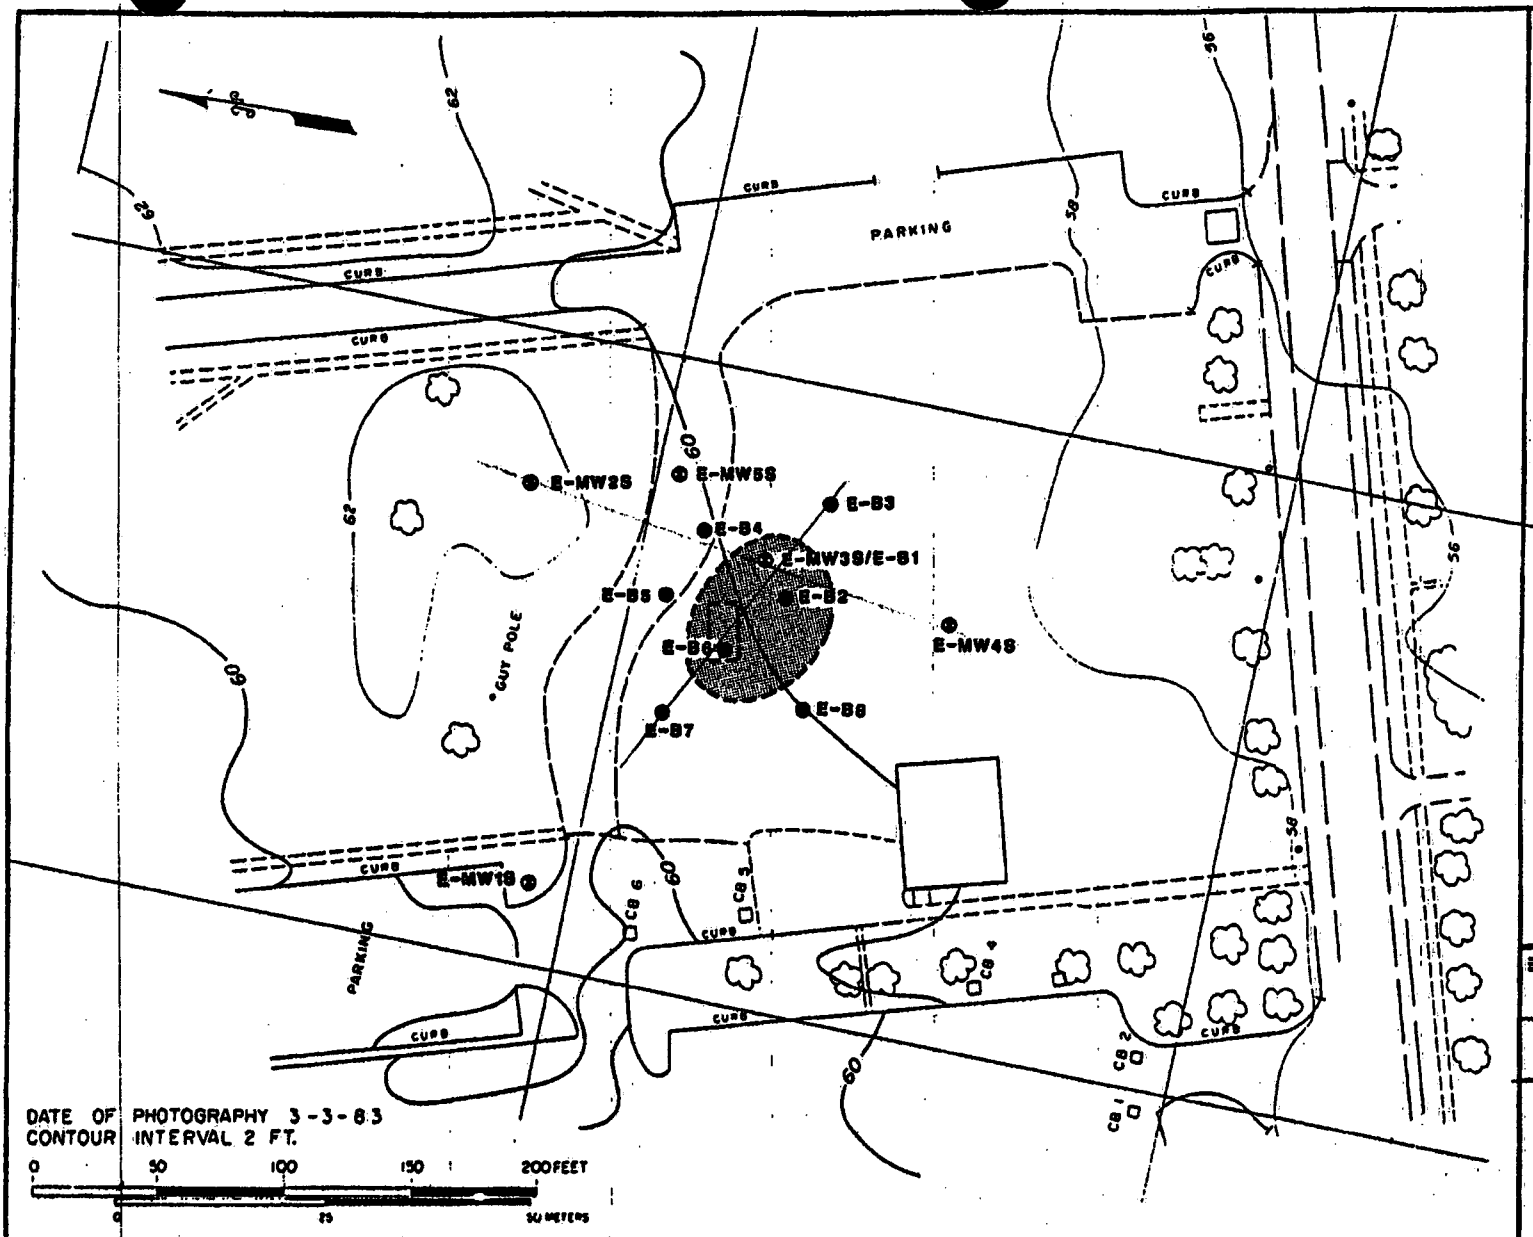 56
62
CURB
62
CURB
58
PARKING
CURB
CURB
CURB
60
E-MW2S
E-MW5S
E-B3
62
E-B4
E-MW3S/E-B1
56
E-B5
E-B2
GUY POLE
E-B6
E-MW4S
60
E-B7
E-B8
58
CURB
E-MW1S
60
CB 5
CB 6
CURB
PARKING
CB 4
CURB
CURB
CURB
CB 2
60
CB 1
DATE OF PHOTOGRAPHY 3-3-83
CONTOUR INTERVAL 2 FT.
0 50 100 150 200 FEET
0 25 50 METERS